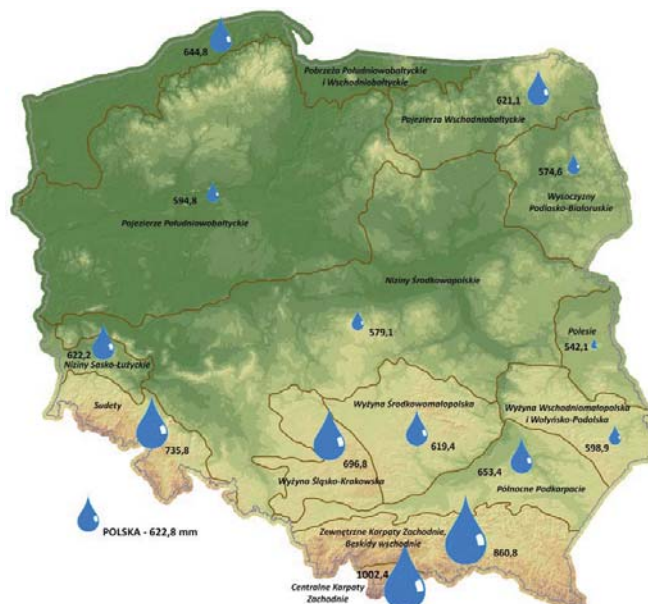 644,8
Pobrzeża Południowobałtyckie
i Wschodniobałtyckie
621,1
Pojezierza Wschodniobałtyckie
574,6
Wysoczyzny
Podlasko-Białoruskie
594,8
Pojezierze Południowobałtyckie
Niziny Środkowopolskie
579,1
Polesie
542,1
622,2
Niziny Sasko-Łużyckie
Sudety
735,8
Wyżyna Środkowomałopolska
619,4
Wyżyna Wschodniomałopolska
i Wołyńsko-Podolska
598,9
696,8
Wyżyna Śląsko-Krakowska
653,4
Północne Podkarpacie
POLSKA - 622,8 mm
Zewnętrzne Karpaty Zachodnie,
Beskidy wschodnie
860,8
1002,4
Centralne Karpaty
Zachodnie